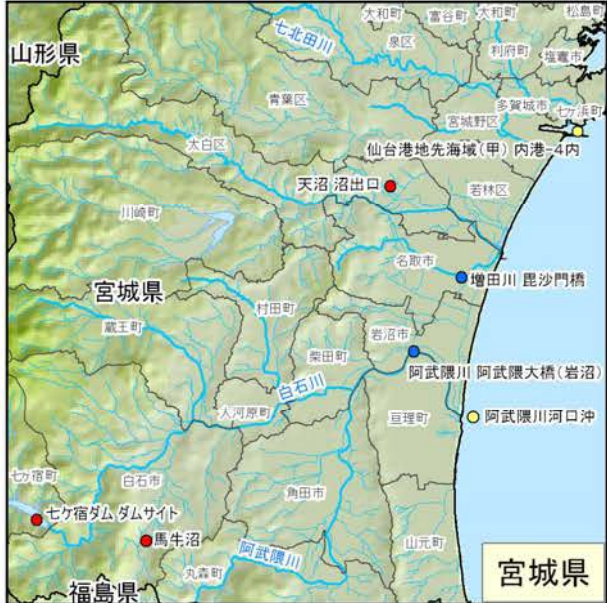 大和町
富谷町
大和町
松島町
山形県
七北田川
泉区
利府町
塩竈市
青葉区
多賀城市
七ヶ浜町
宮城野区
太白区
仙台港地先海域(甲) 内港-4内
天沼 沼出口
若林区
川崎町
名取市
増田川 毘沙門橋
宮城県
村田町
蔵王町
岩沼市
柴田町
阿武隈川 阿武隈大橋(岩沼)
白石川
大河原町
亘理町
阿武隈川河口沖
七ケ宿町
白石市
角田市
七ケ宿ダム ダムサイト
馬牛沼
阿武隈川
山元町
丸森町
福島県
宮城県